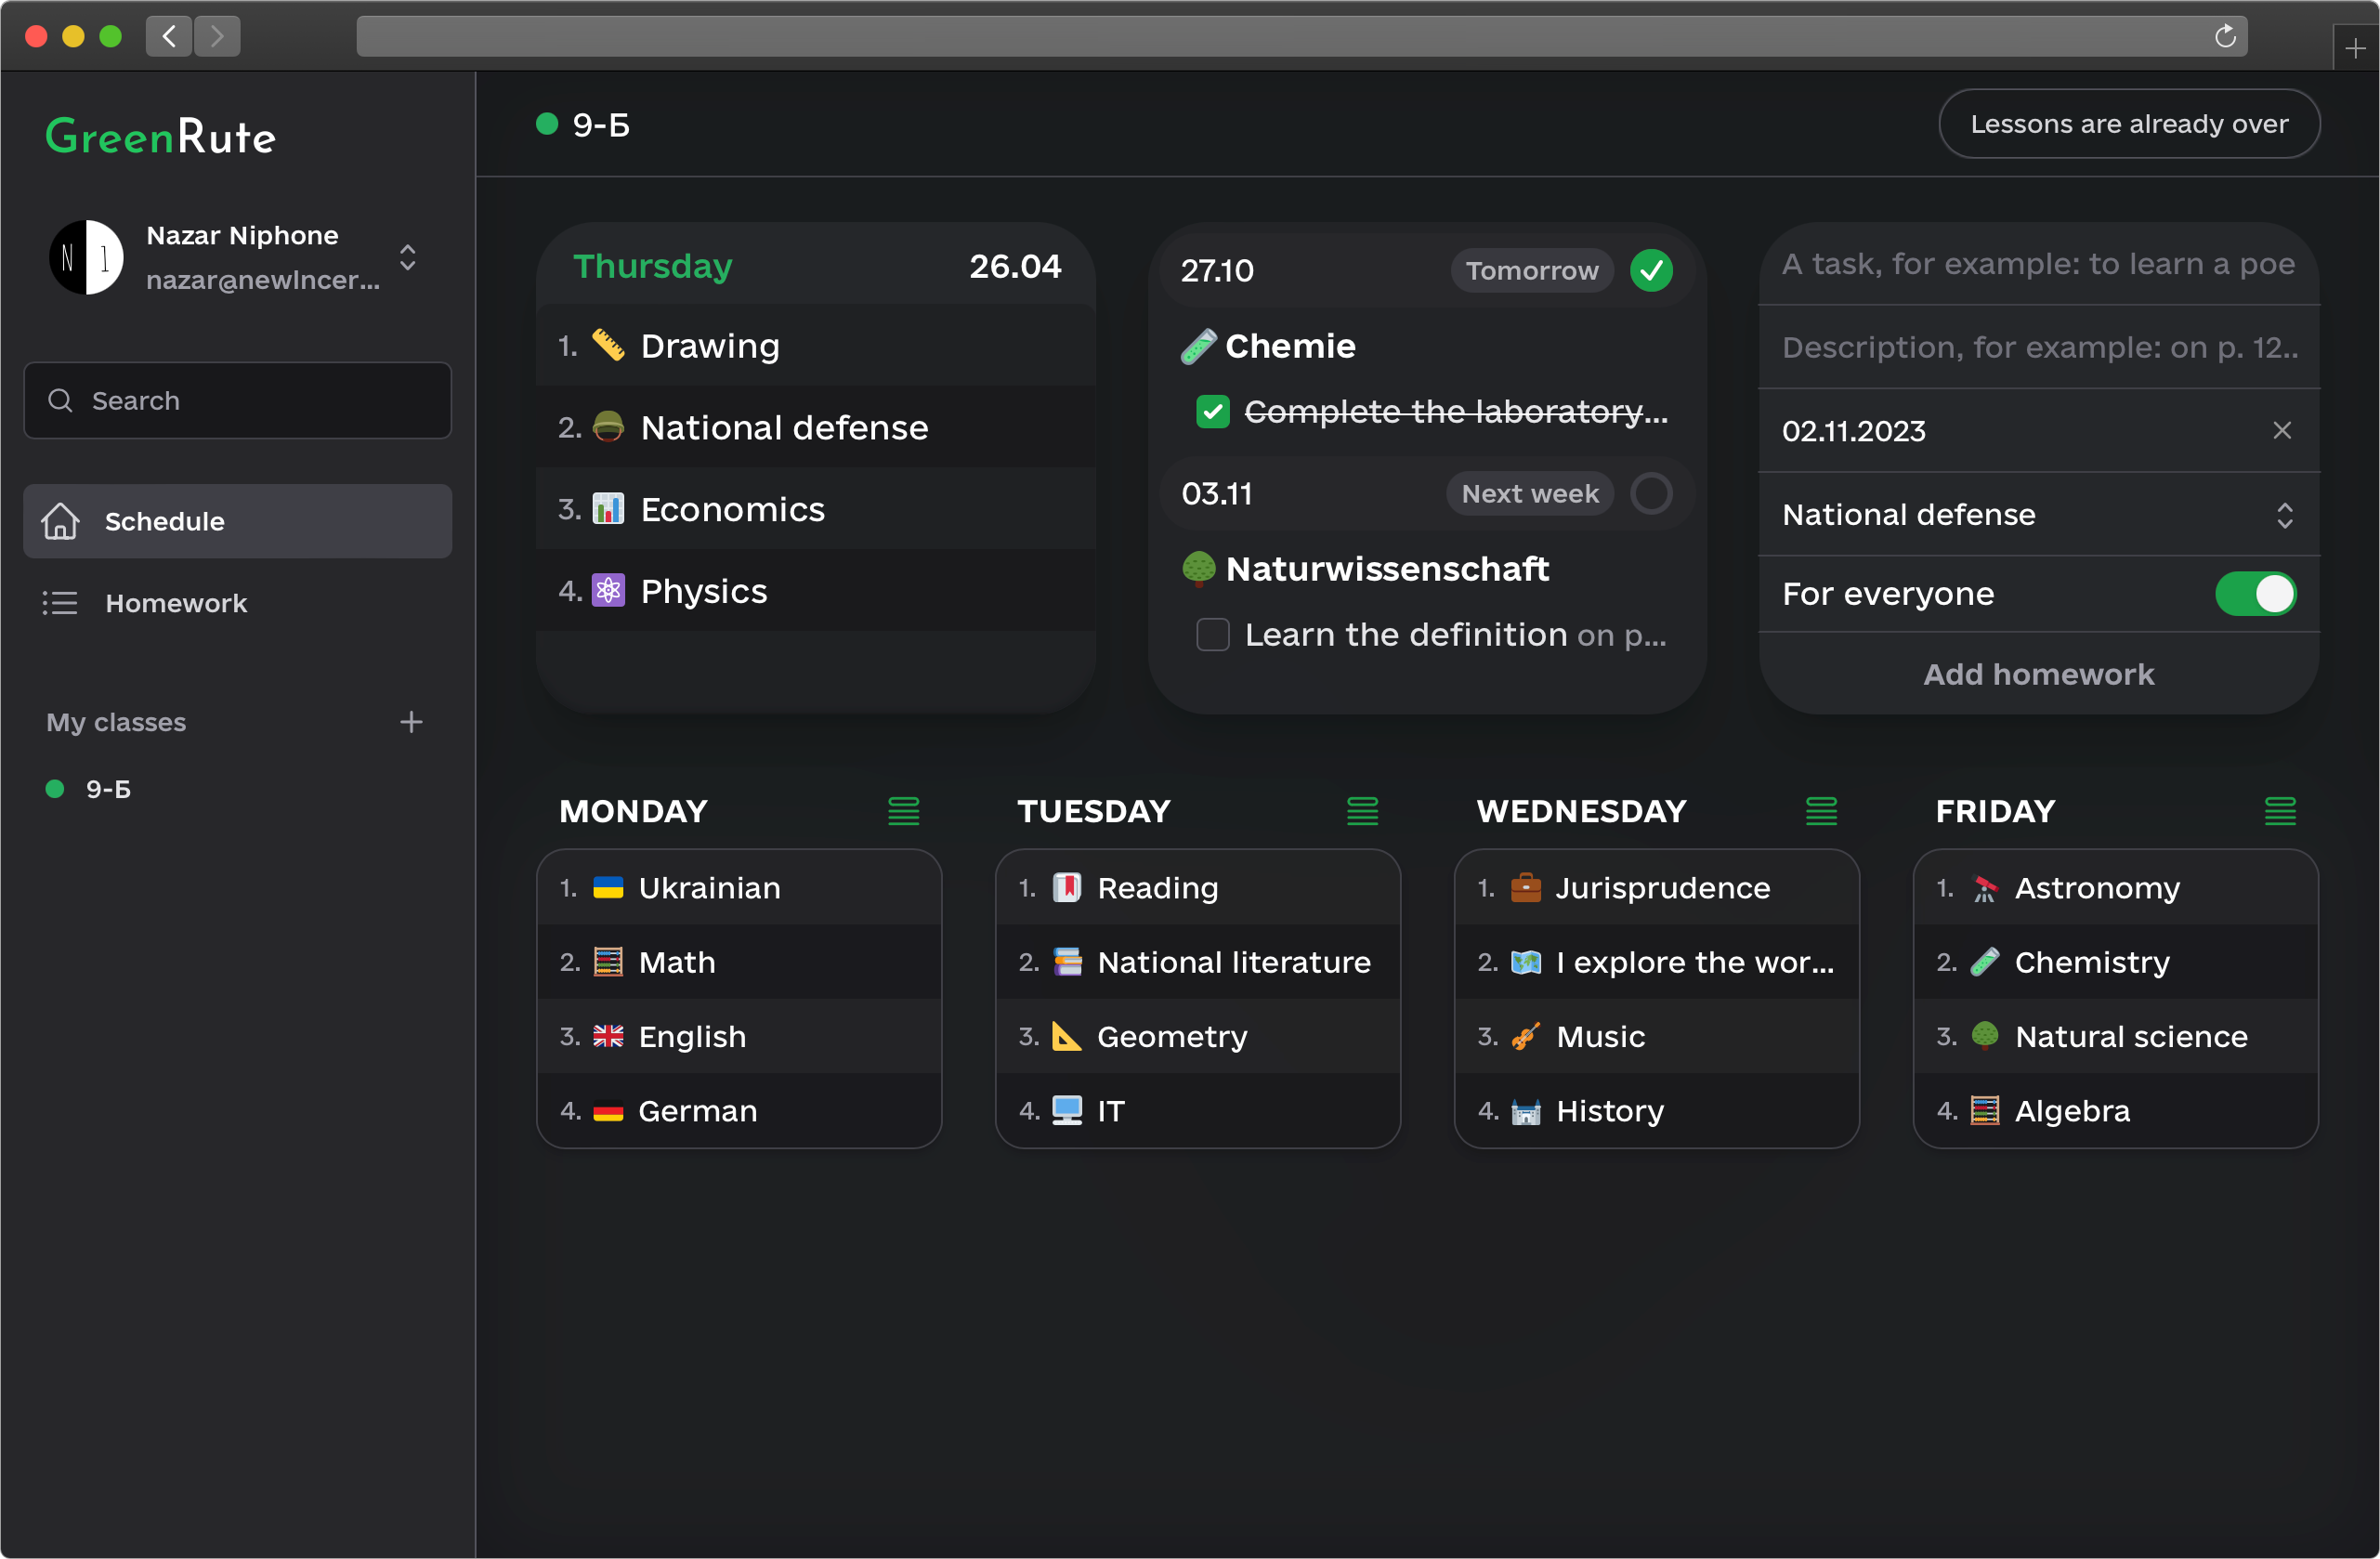 GreenRute
Nazar Niphone
nazar@newlncer...
Search
Schedule
Homework
My classes
9-Б
9-Б
Lessons are already over
Thursday 26.04
1. Drawing
2. National defense
3. Economics
4. Physics
27.10 Tomorrow
Chemie
Complete the laboratory...
03.11 Next week
Naturwissenschaft
Learn the definition on p...
A task, for example: to learn a poe
Description, for example: on p. 12..
02.11.2023
National defense
For everyone
Add homework
MONDAY
1. Ukrainian
2. Math
3. English
4. German
TUESDAY
1. Reading
2. National literature
3. Geometry
4. IT
WEDNESDAY
1. Jurisprudence
2. I explore the wor...
3. Music
4. History
FRIDAY
1. Astronomy
2. Chemistry
3. Natural science
4. Algebra